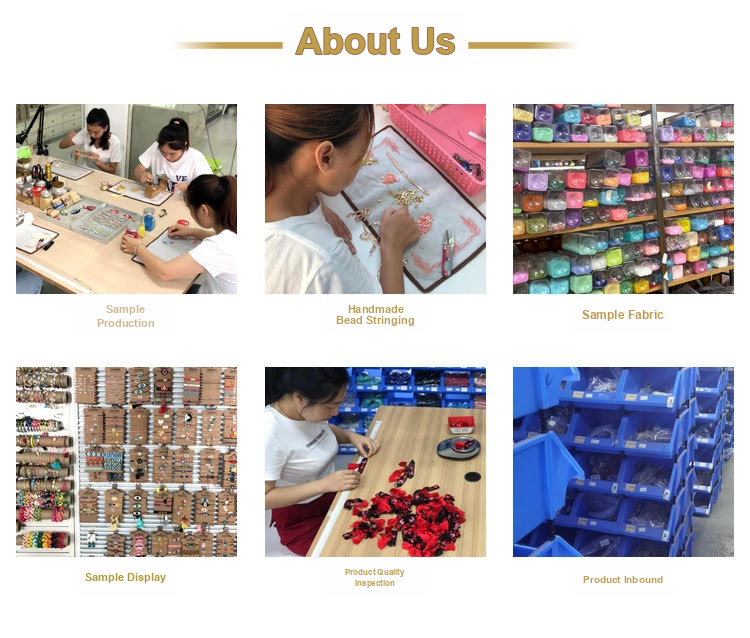 About Us
Sample
Production
Handmade
Bead Stringing
Sample Fabric
Sample Display
Product Quality
Inspection
Product Inbound